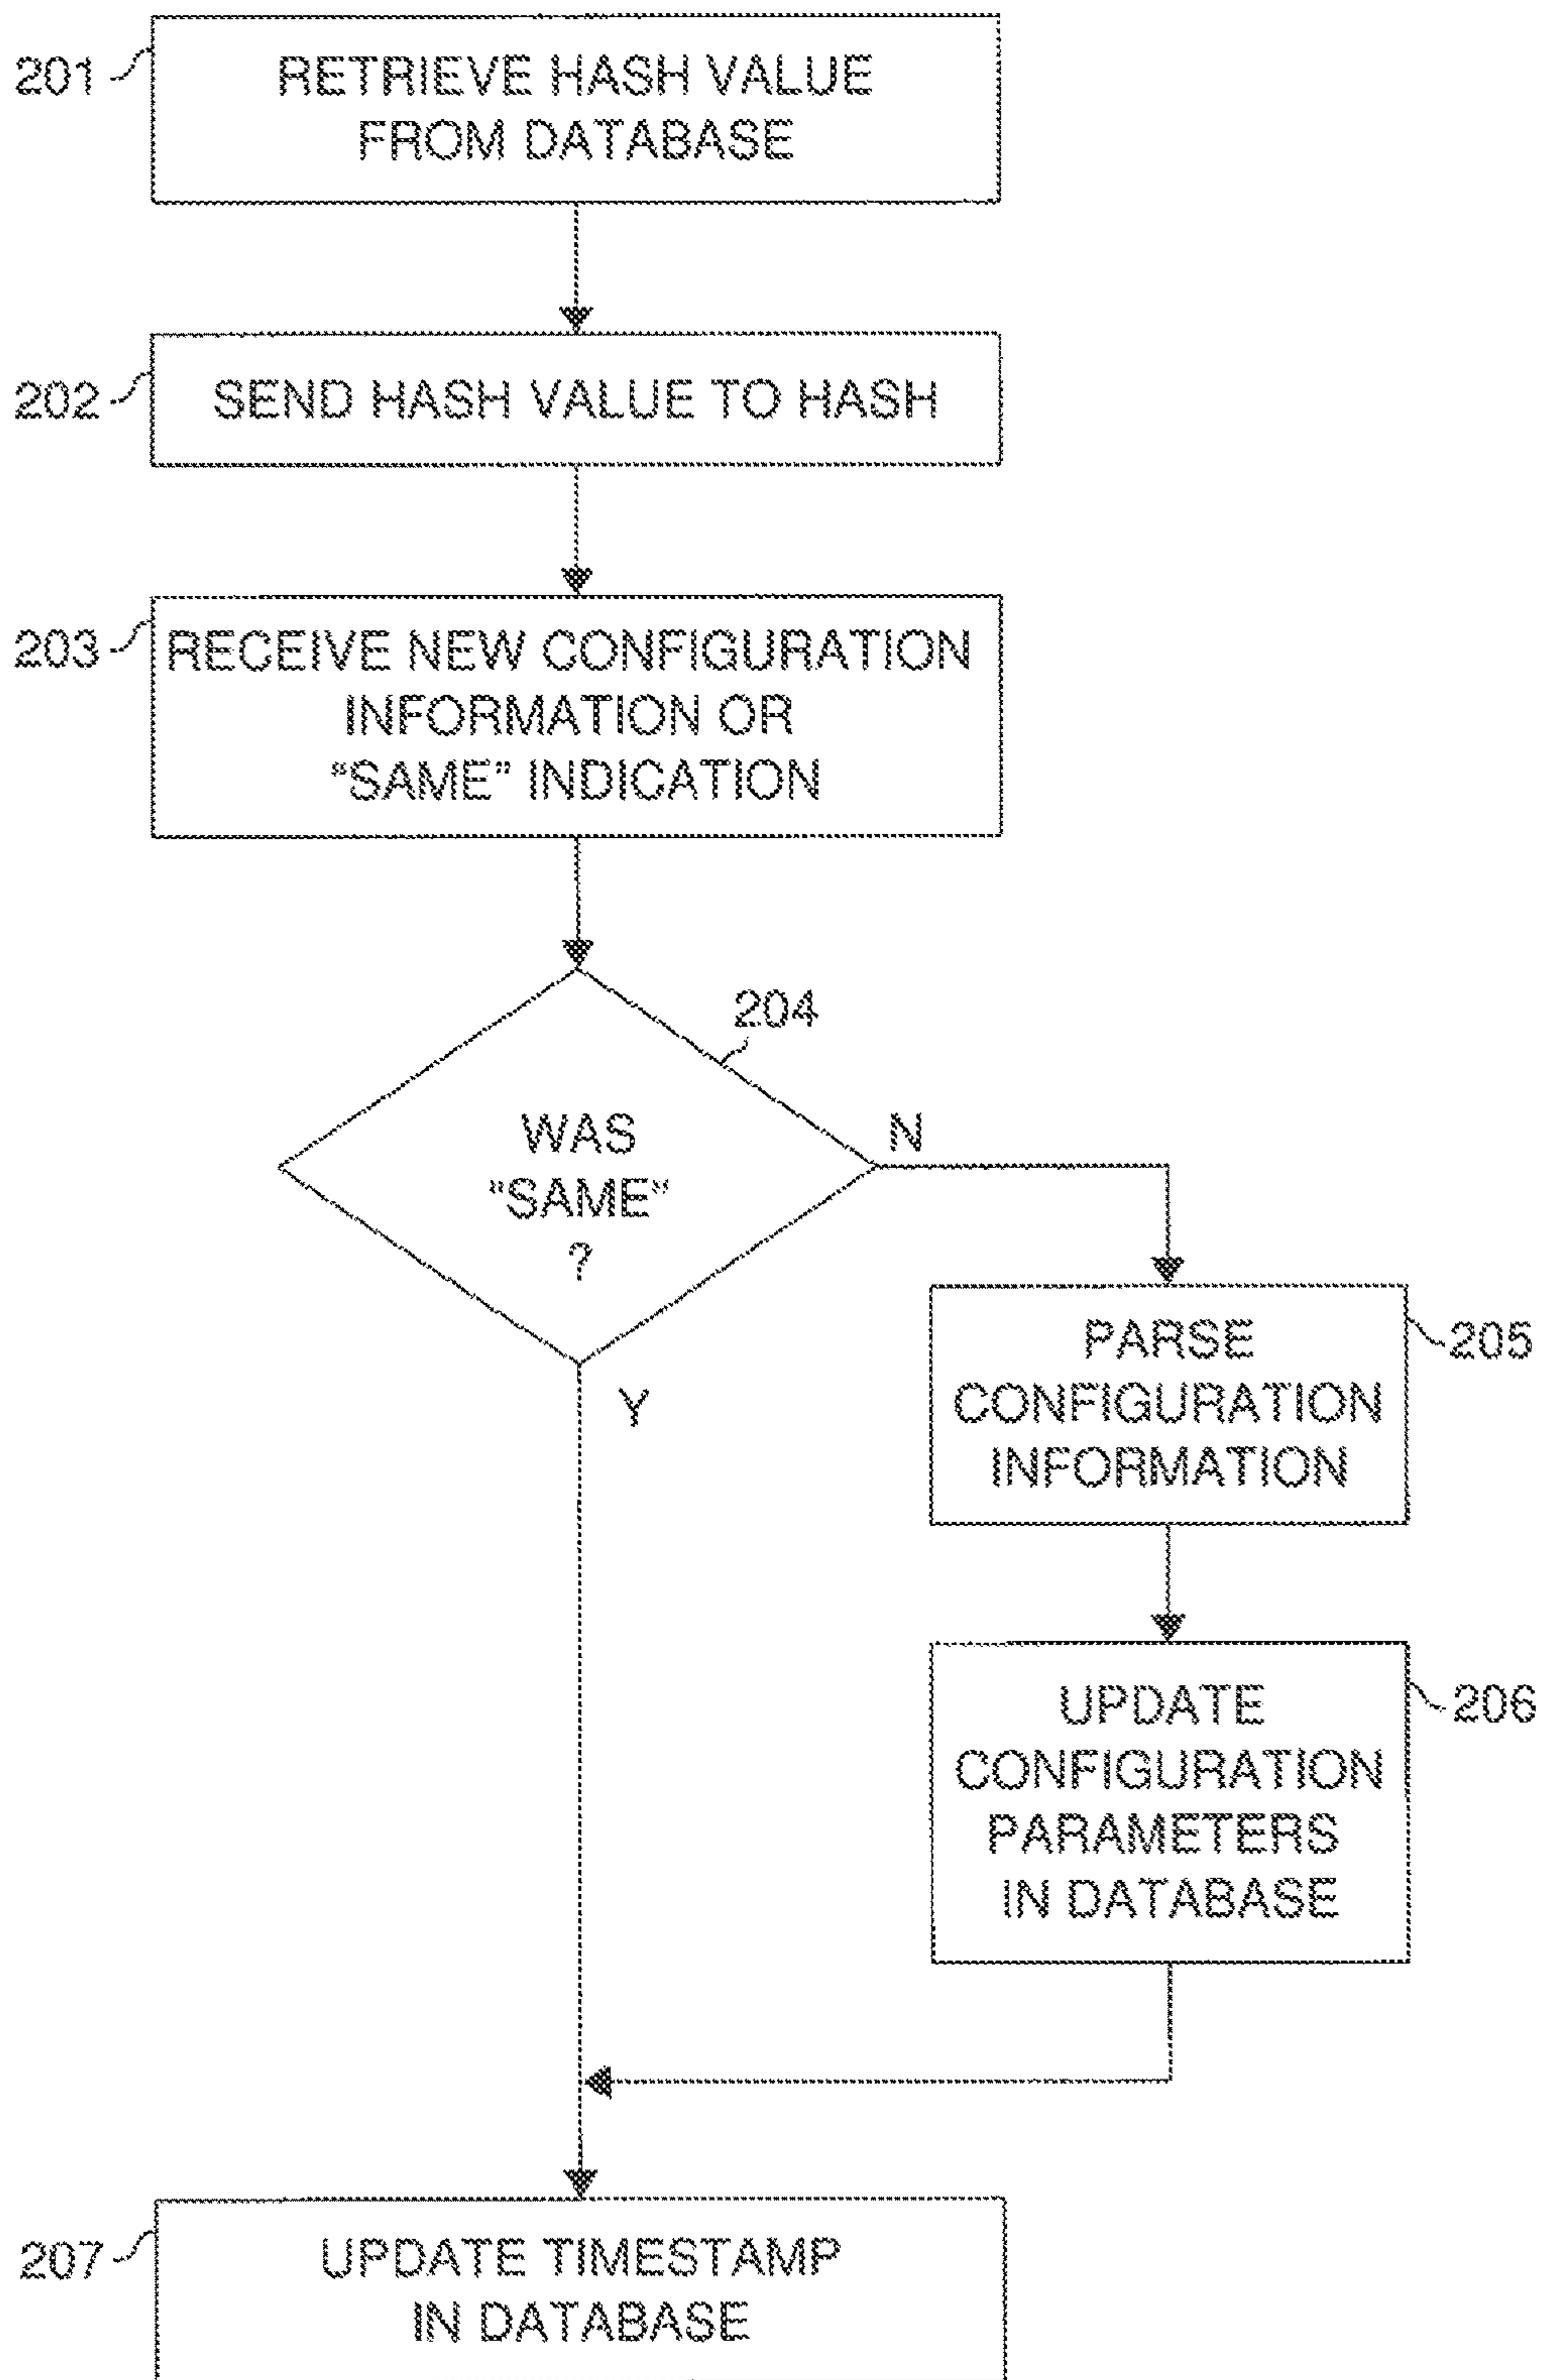 201
RETRIEVE HASH VALUE
FROM DATABASE
202
SEND HASH VALUE TO HASH
203
RECEIVE NEW CONFIGURATION
INFORMATION OR
"SAME" INDICATION
204
WAS
"SAME"
?
N
Y
PARSE
CONFIGURATION
INFORMATION
205
UPDATE
CONFIGURATION
PARAMETERS
IN DATABASE
206
207
UPDATE TIMESTAMP
IN DATABASE